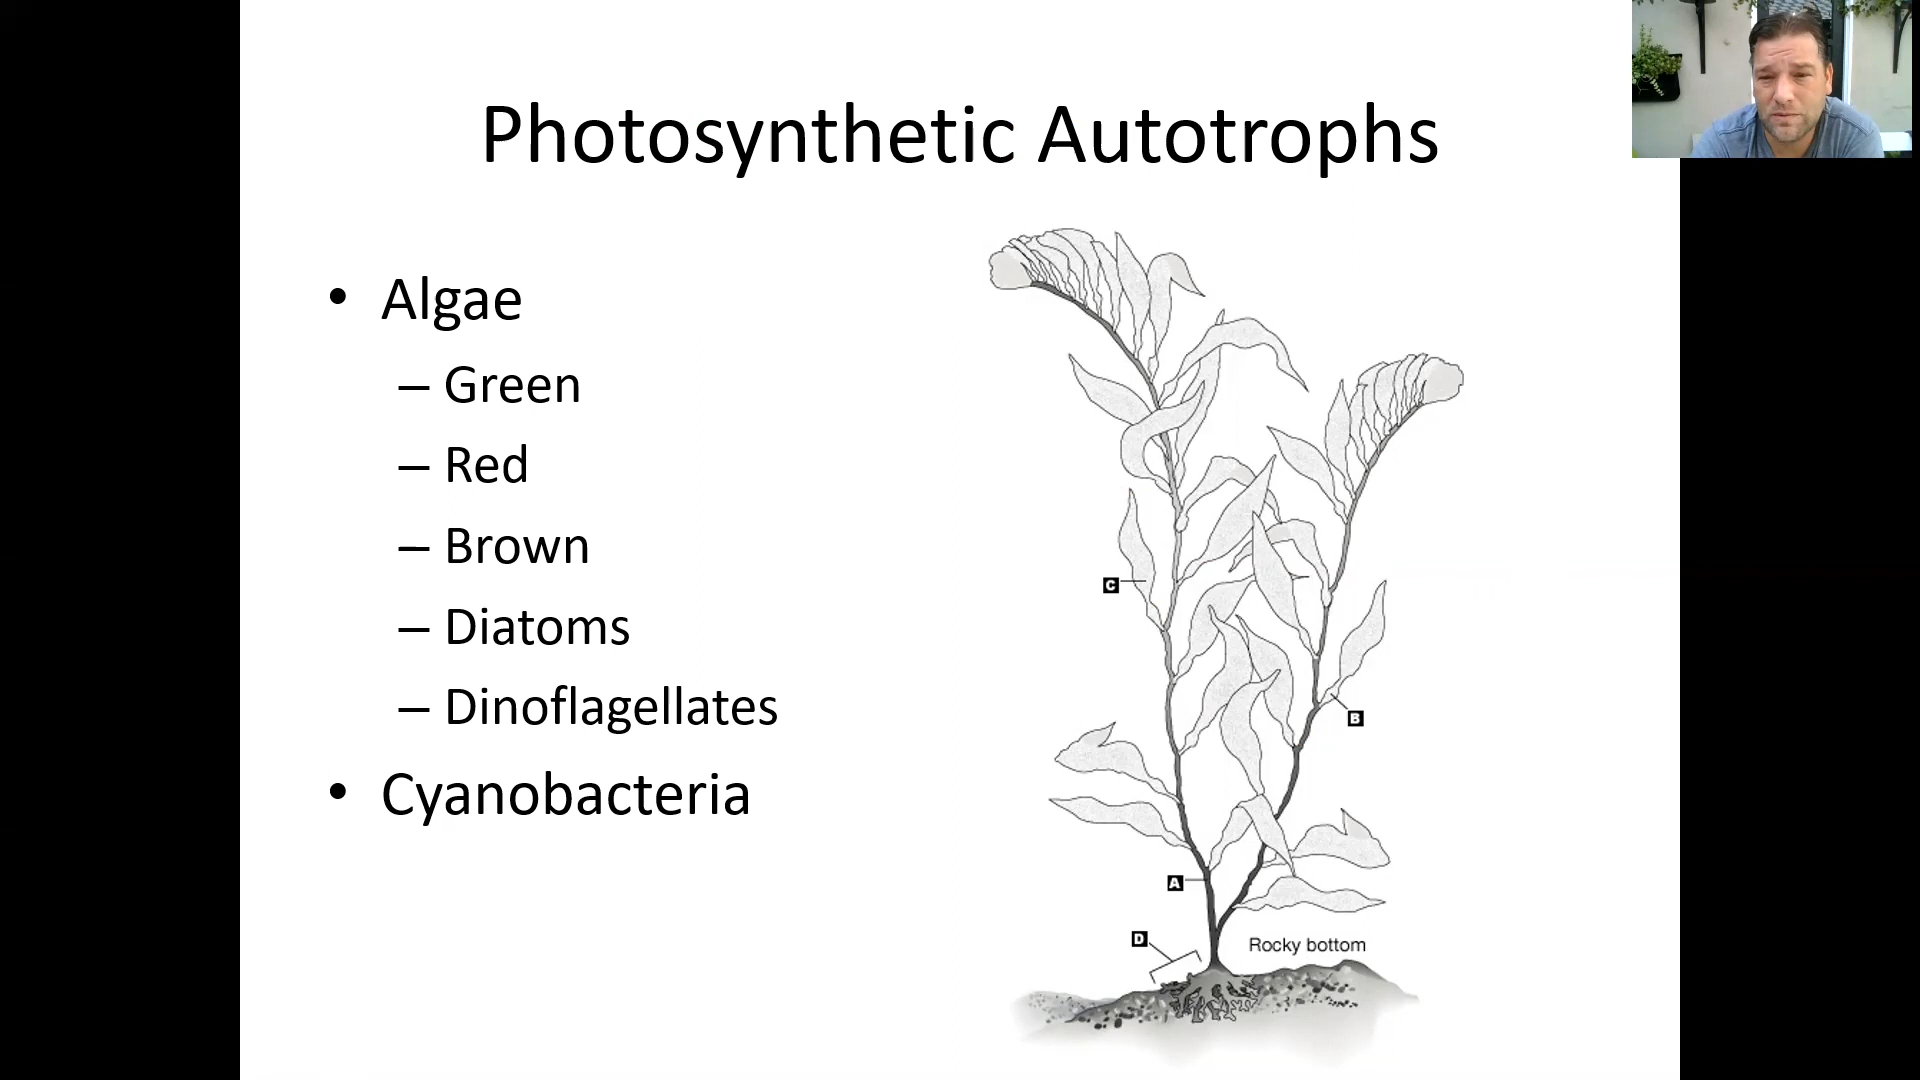 Photosynthetic Autotrophs
• Algae
– Green
– Red
– Brown
– Diatoms
– Dinoflagellates
• Cyanobacteria
C
B
A
D
Rocky bottom